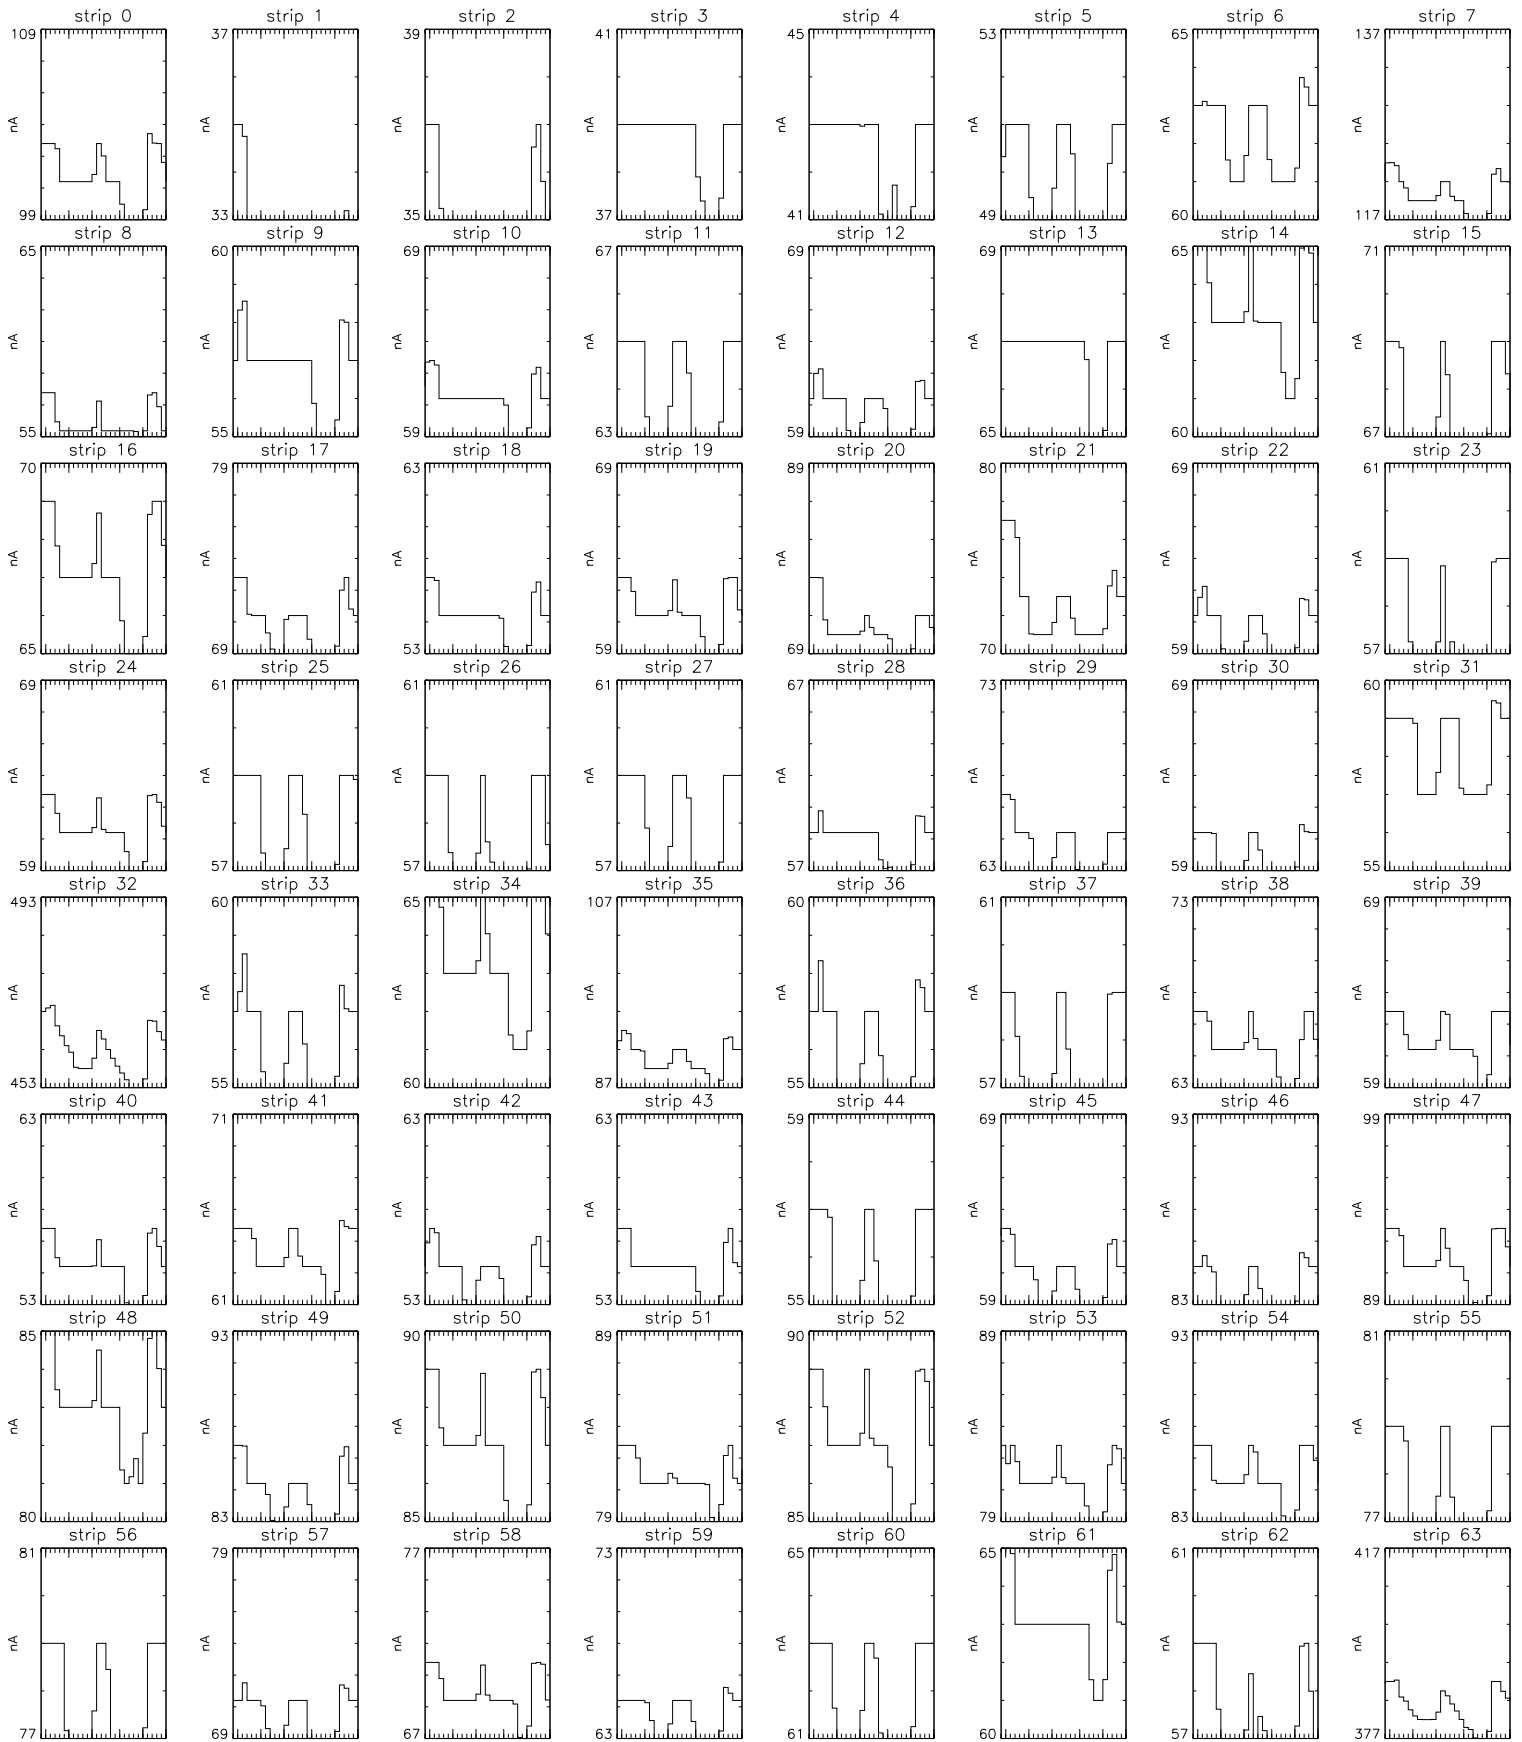 strip 0 strip 1 strip 2 strip 3 strip 4 strip 5 strip 6 strip 7
109 37 39 41 45 53 65 137
nA nA nA nA nA nA nA nA
99 33 35 37 41 49 60 117
strip 8 strip 9 strip 10 strip 11 strip 12 strip 13 strip 14 strip 15
65 60 69 67 69 69 65 71
nA nA nA nA nA nA nA nA
55 55 59 63 59 65 60 67
strip 16 strip 17 strip 18 strip 19 strip 20 strip 21 strip 22 strip 23
70 79 63 69 89 80 69 61
nA nA nA nA nA nA nA nA
65 69 53 59 69 70 59 57
strip 24 strip 25 strip 26 strip 27 strip 28 strip 29 strip 30 strip 31
69 61 61 61 67 73 69 60
nA nA nA nA nA nA nA nA
59 57 57 57 57 63 59 55
strip 32 strip 33 strip 34 strip 35 strip 36 strip 37 strip 38 strip 39
493 60 65 107 60 61 73 69
nA nA nA nA nA nA nA nA
453 55 60 87 55 57 63 59
strip 40 strip 41 strip 42 strip 43 strip 44 strip 45 strip 46 strip 47
63 71 63 63 59 69 93 99
nA nA nA nA nA nA nA nA
53 61 53 53 55 59 83 89
strip 48 strip 49 strip 50 strip 51 strip 52 strip 53 strip 54 strip 55
85 93 90 89 90 89 93 81
nA nA nA nA nA nA nA nA
80 83 85 79 85 79 83 77
strip 56 strip 57 strip 58 strip 59 strip 60 strip 61 strip 62 strip 63
81 79 77 73 65 65 61 417
nA nA nA nA nA nA nA nA
77 69 67 63 61 60 57 377